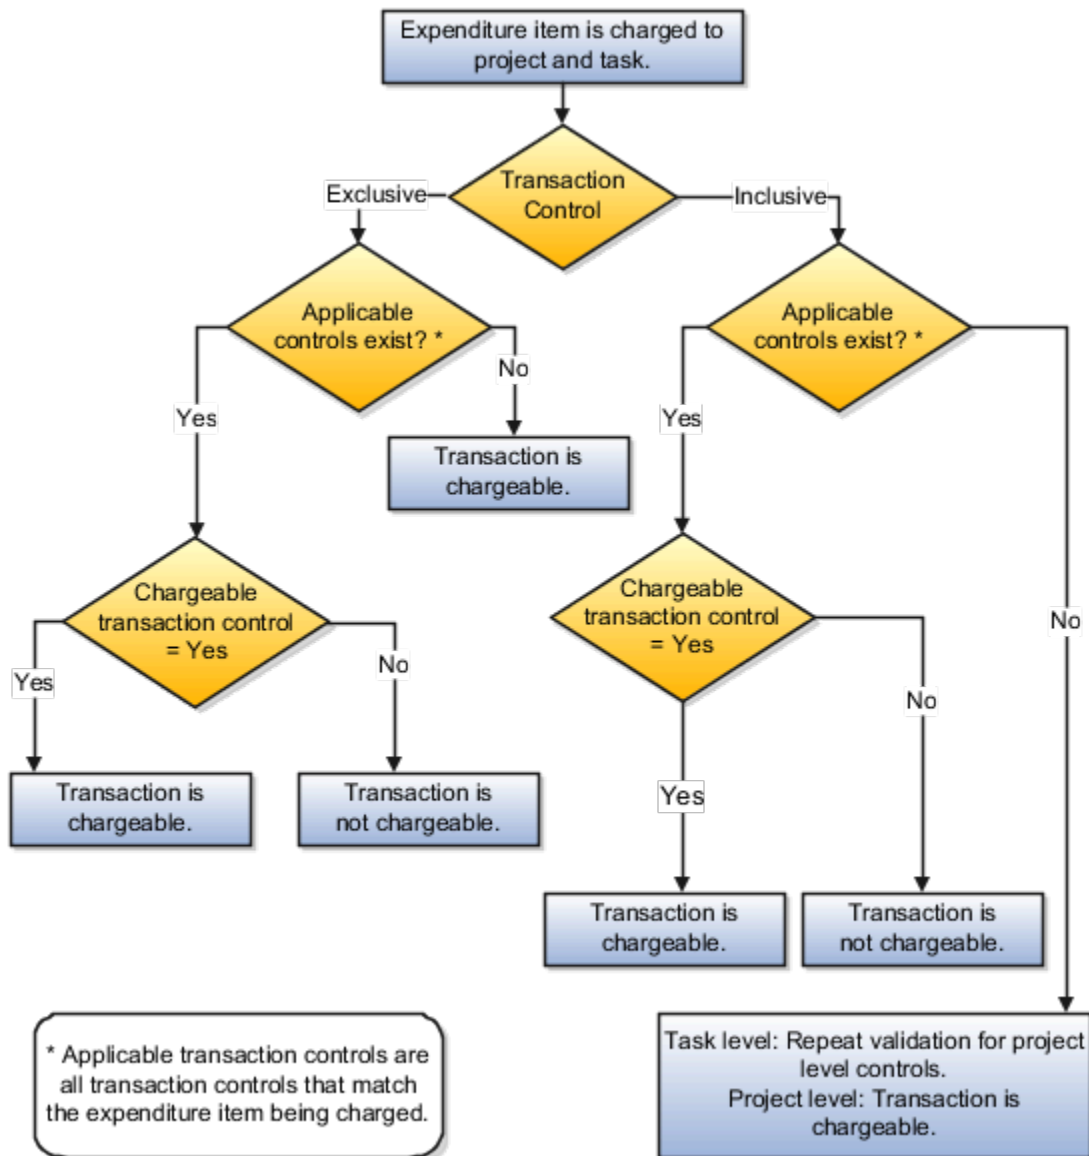 Expenditure item is charged to
project and task.
Transaction
Control
Exclusive
Inclusive
Applicable
controls exist? *
Applicable
controls exist? *
No
Yes
Yes
Transaction is
chargeable.
Chargeable
transaction control
= Yes
Chargeable
transaction control
= Yes
No
Yes
No
No
Transaction is
chargeable.
Transaction is
not chargeable.
Yes
Transaction is
chargeable.
Transaction is
not chargeable.
* Applicable transaction controls are
all transaction controls that match
the expenditure item being charged.
Task level: Repeat validation for project
level controls.
Project level: Transaction is
chargeable.